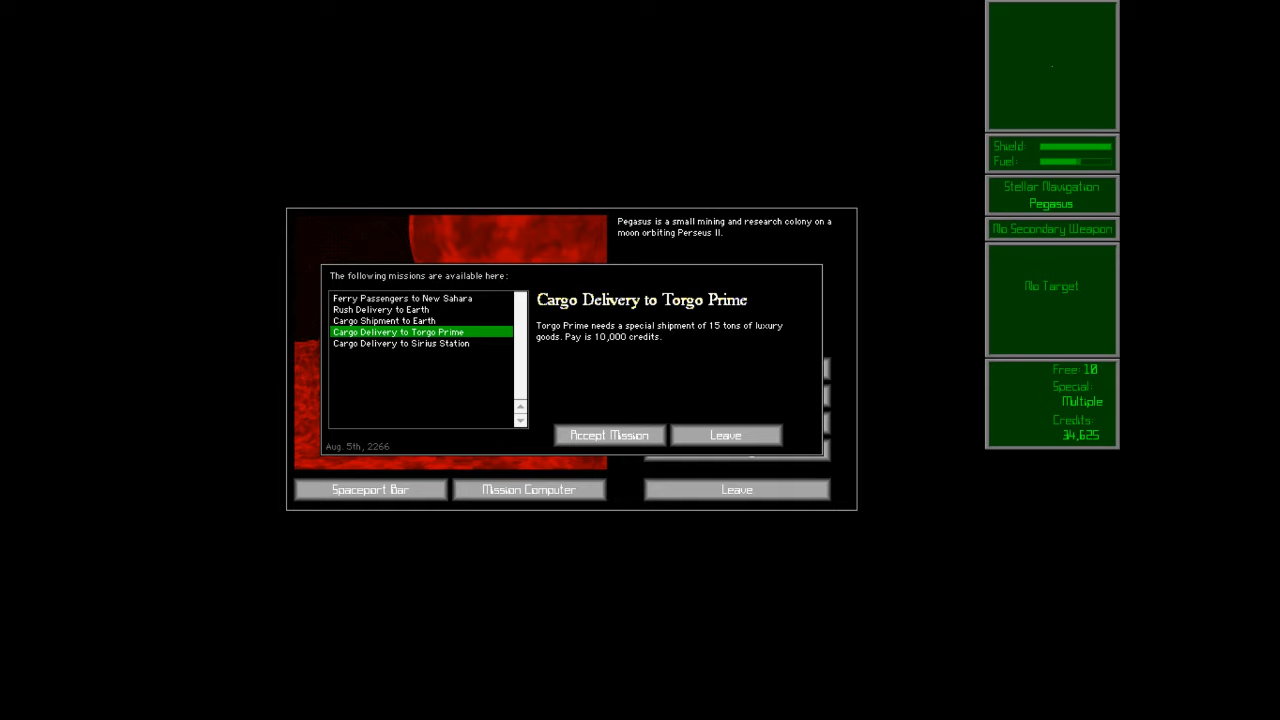 Pegasus is a small mining and research colony on a
moon orbiting Perseus II.
The following missions are available here:
Ferry Passengers to New Sahara
Rush Delivery to Earth
Cargo Shipment to Earth
Cargo Delivery to Torgo Prime
Cargo Delivery to Sirius Station
Cargo Delivery to Torgo Prime
Torgo Prime needs a special shipment of 15 tons of luxury
goods. Pay is 10,000 credits.
Accept Mission
Leave
Aug. 5th, 2266
Spaceport Bar
Mission Computer
Leave
Shield:
Fuel:
Stellar Navigation
Pegasus
No Secondary Weapon
No Target
Free: 10
Special:
Multiple
Credits:
34,625